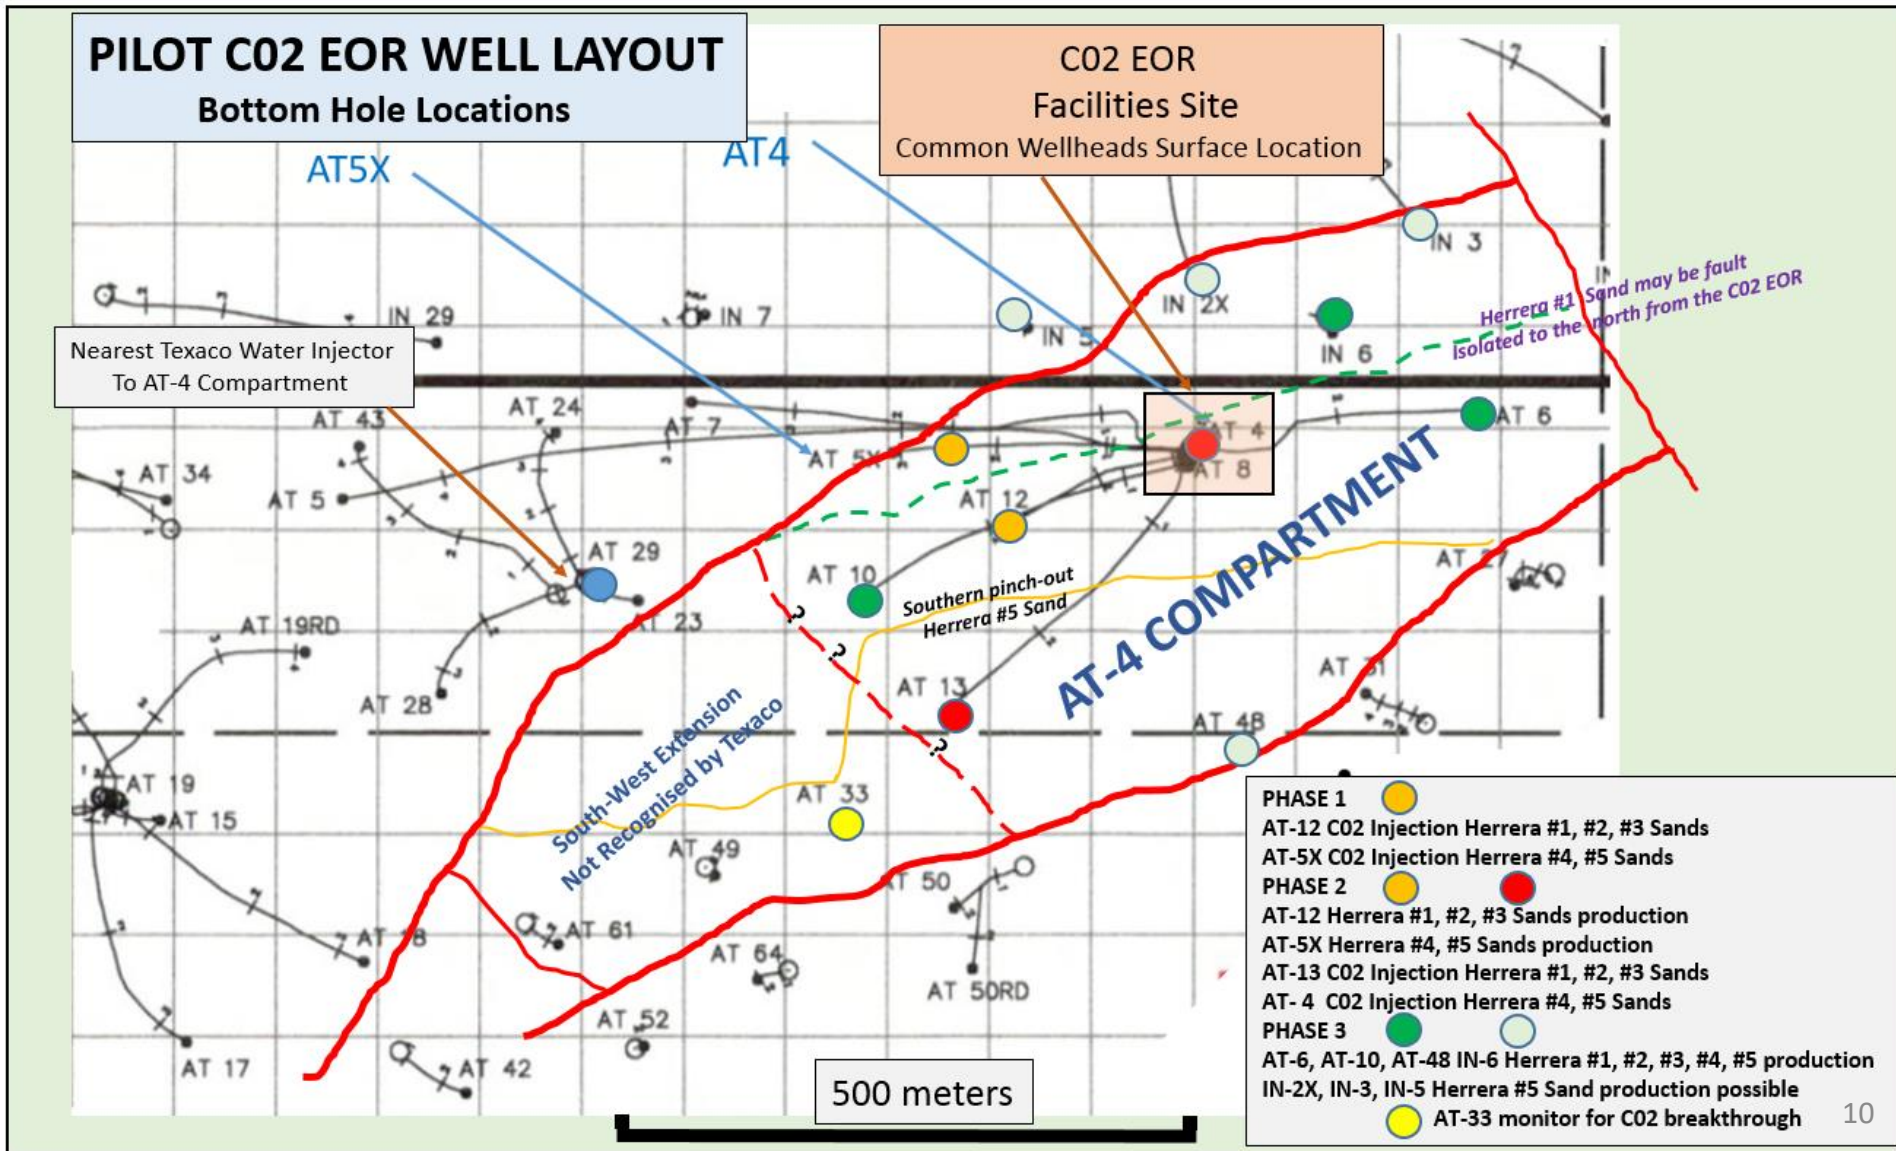 PILOT C02 EOR WELL LAYOUT
Bottom Hole Locations
C02 EOR
Facilities Site
Common Wellheads Surface Location
AT5X
AT4
IN 3
IN 2X
Herrera #1 Sand may be fault
Isolated to the north from the C02 EOR
IN 29
IN 7
IN 5
IN 6
Nearest Texaco Water Injector
To AT-4 Compartment
AT 43
AT 24
AT 7
AT 4
AT 6
AT 34
AT 5
AT 5X
AT 8
AT 12
AT 29
AT 10
AT 27
Southern pinch-out
Herrera #5 Sand
AT-4 COMPARTMENT
AT 19RD
AT 23
? ? ?
AT 28
AT 13
AT 31
AT 48
South-West Extension
Not Recognised by Texaco
AT 19
AT 15
AT 33
AT 49
AT 50
AT 18
AT 61
AT 64
AT 50RD
AT 52
AT 17
AT 42
500 meters
PHASE 1
AT-12 C02 Injection Herrera #1, #2, #3 Sands
AT-5X C02 Injection Herrera #4, #5 Sands
PHASE 2
AT-12 Herrera #1, #2, #3 Sands production
AT-5X Herrera #4, #5 Sands production
AT-13 C02 Injection Herrera #1, #2, #3 Sands
AT- 4 C02 Injection Herrera #4, #5 Sands
PHASE 3
AT-6, AT-10, AT-48 IN-6 Herrera #1, #2, #3, #4, #5 production
IN-2X, IN-3, IN-5 Herrera #5 Sand production possible
AT-33 monitor for C02 breakthrough
10